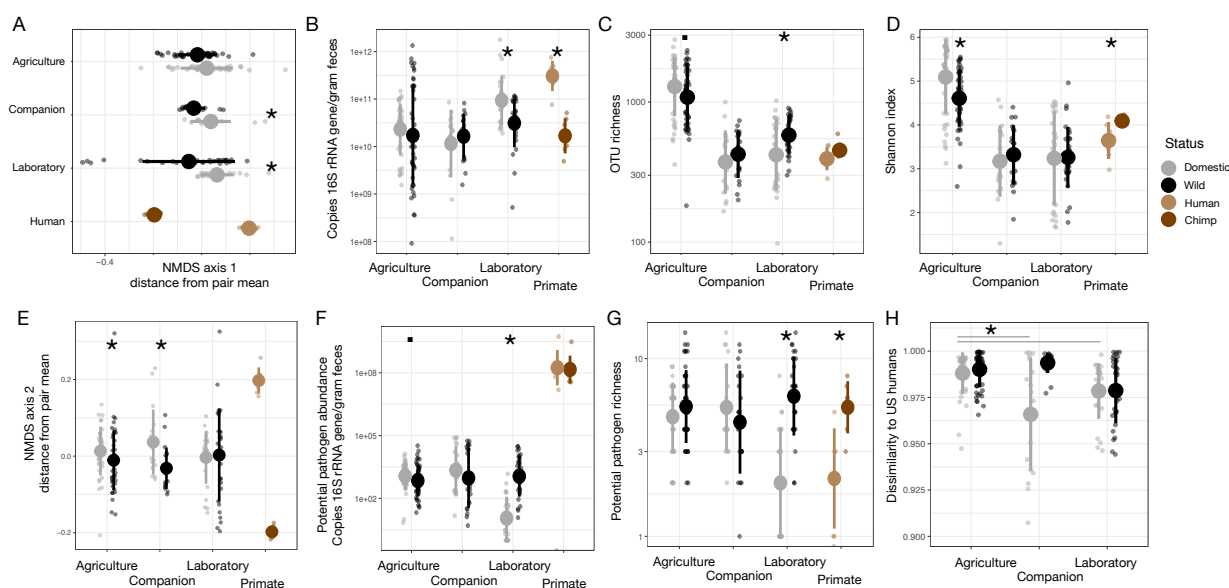 A
Agriculture
Companion
Laboratory
Human
*
*
−0.4
NMDS axis 1
distance from pair mean
B
Copies 16S rRNA gene/gram feces
1e+12
1e+11
1e+10
1e+09
1e+08
*
*
Agriculture
Laboratory
Companion
Primate
C
OTU richness
3000
1000
100
*
D
Shannon index
6
5
4
3
2
*
*
Agriculture
Laboratory
Companion
Primate
Status
Domestic
Wild
Human
Chimp
E
NMDS axis 2
distance from pair mean
0.2
0.0
−0.2
*
*
Agriculture
Laboratory
Companion
Primate
F
Potential pathogen abundance
Copies 16S rRNA gene/gram feces
1e+08
1e+05
1e+02
*
Agriculture
Laboratory
Companion
Primate
G
Potential pathogen richness
10
3
1
*
*
Agriculture
Laboratory
Companion
Primate
H
Dissimilarity to US humans
1.000
0.975
0.950
0.925
0.900
*
Agriculture
Laboratory
Companion